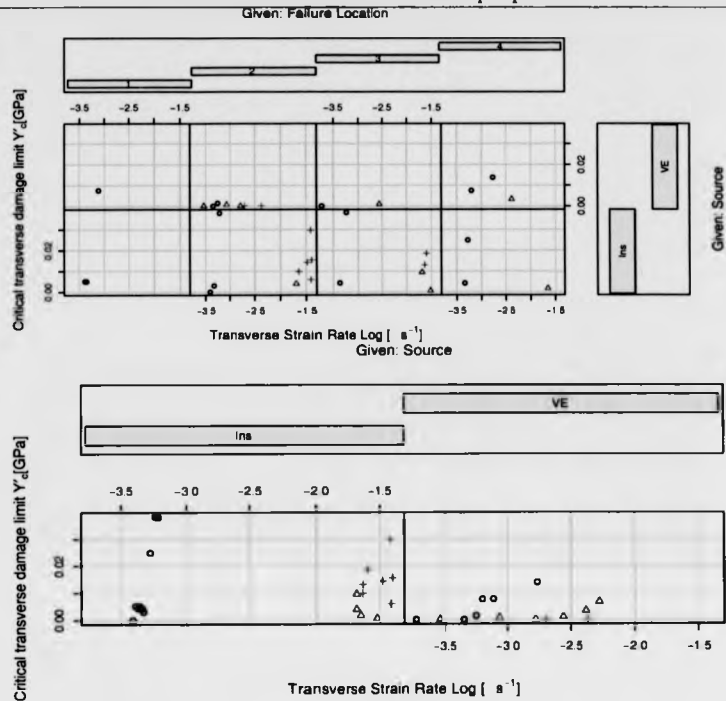 Given: Failure Location
1
2
3
4
-3.5 -2.5 -1.5 -3.5 -2.5 -1.5
Critical transverse damage limit Y'c[GPa]
0.00 0.02
0.00 0.02
VE
Ins
Given: Source
-3.5 -2.5 -1.5 -3.5 -2.5 -1.5
Transverse Strain Rate Log [ s⁻¹]
Given: Source
VE
Ins
-3.5 -3.0 -2.5 -2.0 -1.5
Critical transverse damage limit Y'c[GPa]
0.00 0.02
-3.5 -3.0 -2.5 -2.0 -1.5
Transverse Strain Rate Log [ s⁻¹]